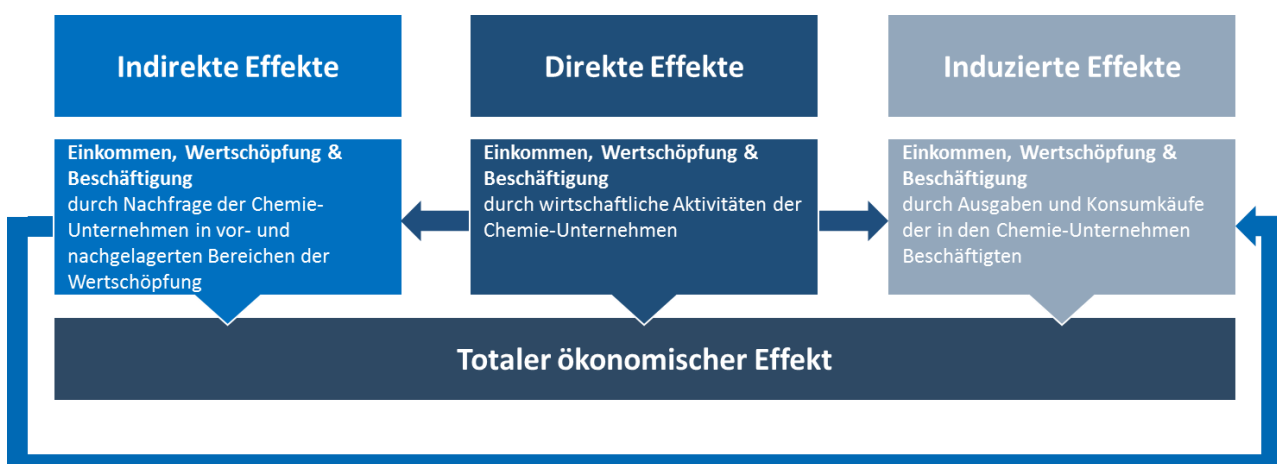 Indirekte Effekte
Direkte Effekte
Induzierte Effekte
Einkommen, Wertschöpfung &
Beschäftigung
durch Nachfrage der Chemie-
Unternehmen in vor- und
nachgelagerten Bereichen der
Wertschöpfung
Einkommen, Wertschöpfung &
Beschäftigung
durch wirtschaftliche Aktivitäten der
Chemie-Unternehmen
Einkommen, Wertschöpfung &
Beschäftigung
durch Ausgaben und Konsumkäufe
der in den Chemie-Unternehmen
Beschäftigten
Totaler ökonomischer Effekt